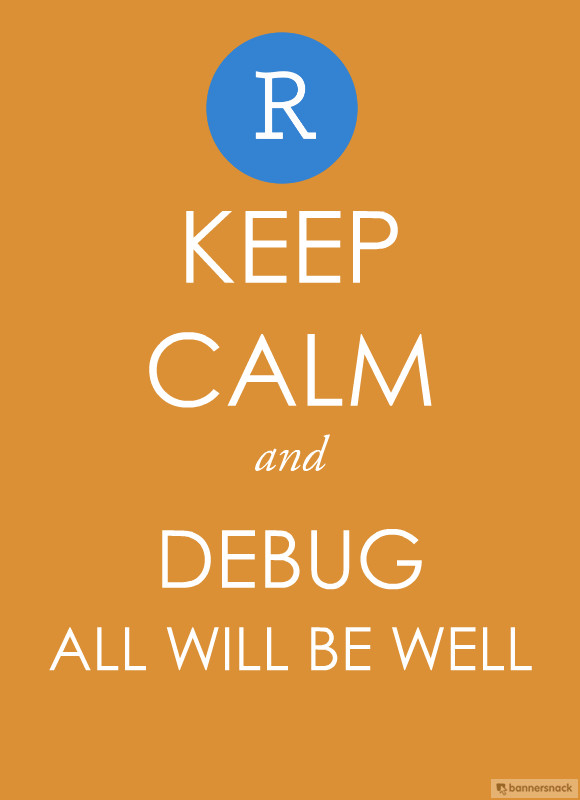 R
KEEP
CALM
and
DEBUG
ALL WILL BE WELL
bannersnack